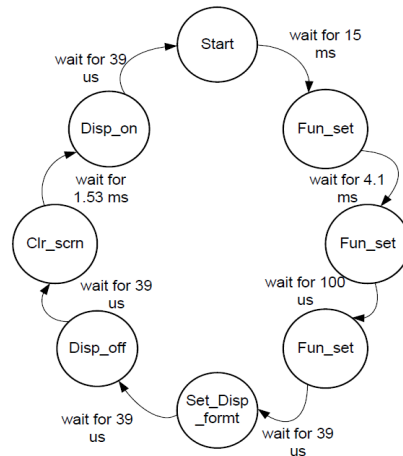 Start
wait for 15
ms
Fun_set
wait for 4.1
ms
Fun_set
wait for 100
us
Fun_set
wait for 39
us
Set_Disp
_formt
wait for 39
us
Disp_off
wait for 39
us
Clr_scrn
wait for
1.53 ms
Disp_on
wait for 39
us